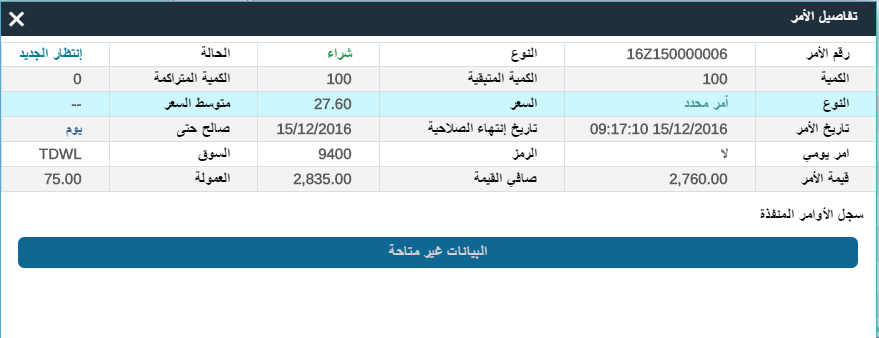 تفاصيل الأمر
رقم الأمر 16Z150000006 النوع شراء الحالة إنتظار الجديد
الكمية 100 الكمية المتبقية 100 الكمية المتراكمة 0
النوع أمر محدد السعر 27.60 متوسط السعر --
تاريخ الأمر 15/12/2016 09:17:10 تاريخ إنتهاء الصلاحية 15/12/2016 صالح حتى يوم
امر يومي لا الرمز 9400 السوق TDWL
قيمة الأمر 2,760.00 صافي القيمة 2,835.00 العمولة 75.00
سجل الأوامر المنفذة
البيانات غير متاحة